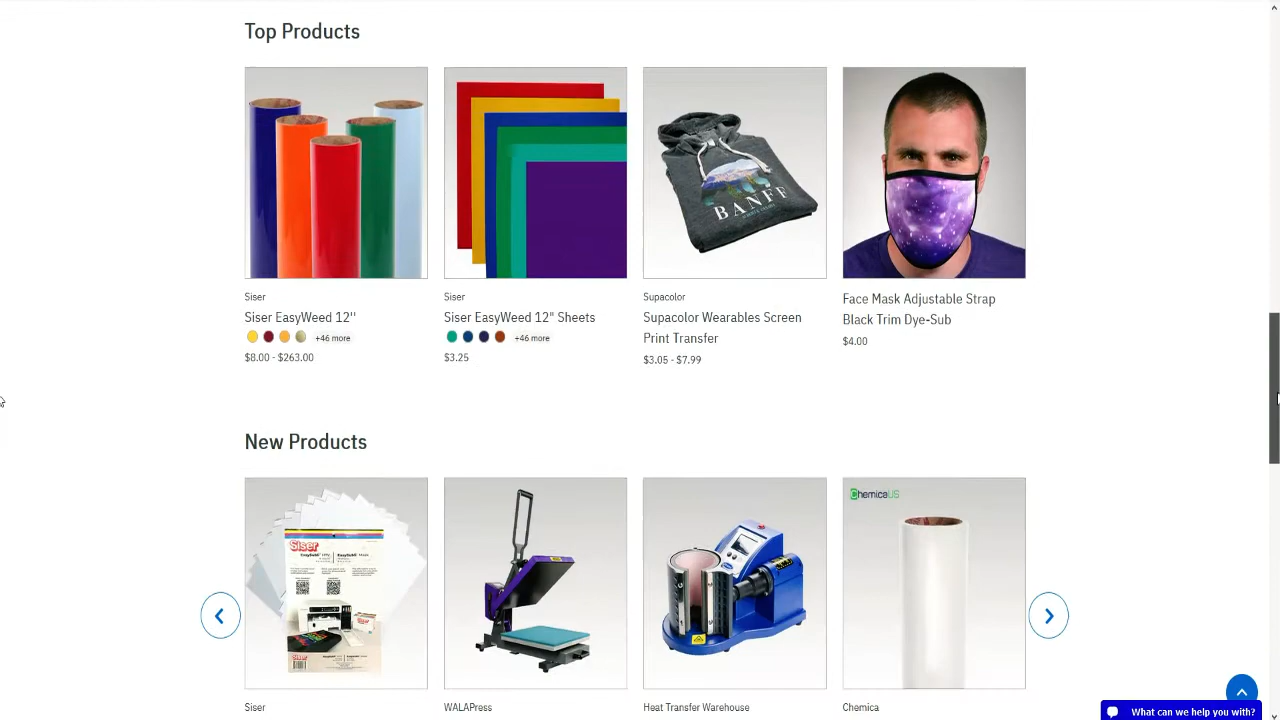 Top Products
BANFF
Siser
Siser EasyWeed 12''
+46 more
$8.00 - $263.00
Siser
Siser EasyWeed 12" Sheets
+46 more
$3.25
Supacolor
Supacolor Wearables Screen
Print Transfer
$3.05 - $7.99
Face Mask Adjustable Strap
Black Trim Dye-Sub
$4.00
New Products
Siser
ChemicaUS
Siser
Siser
WALAPress
Heat Transfer Warehouse
Chemica
What can we help you with?